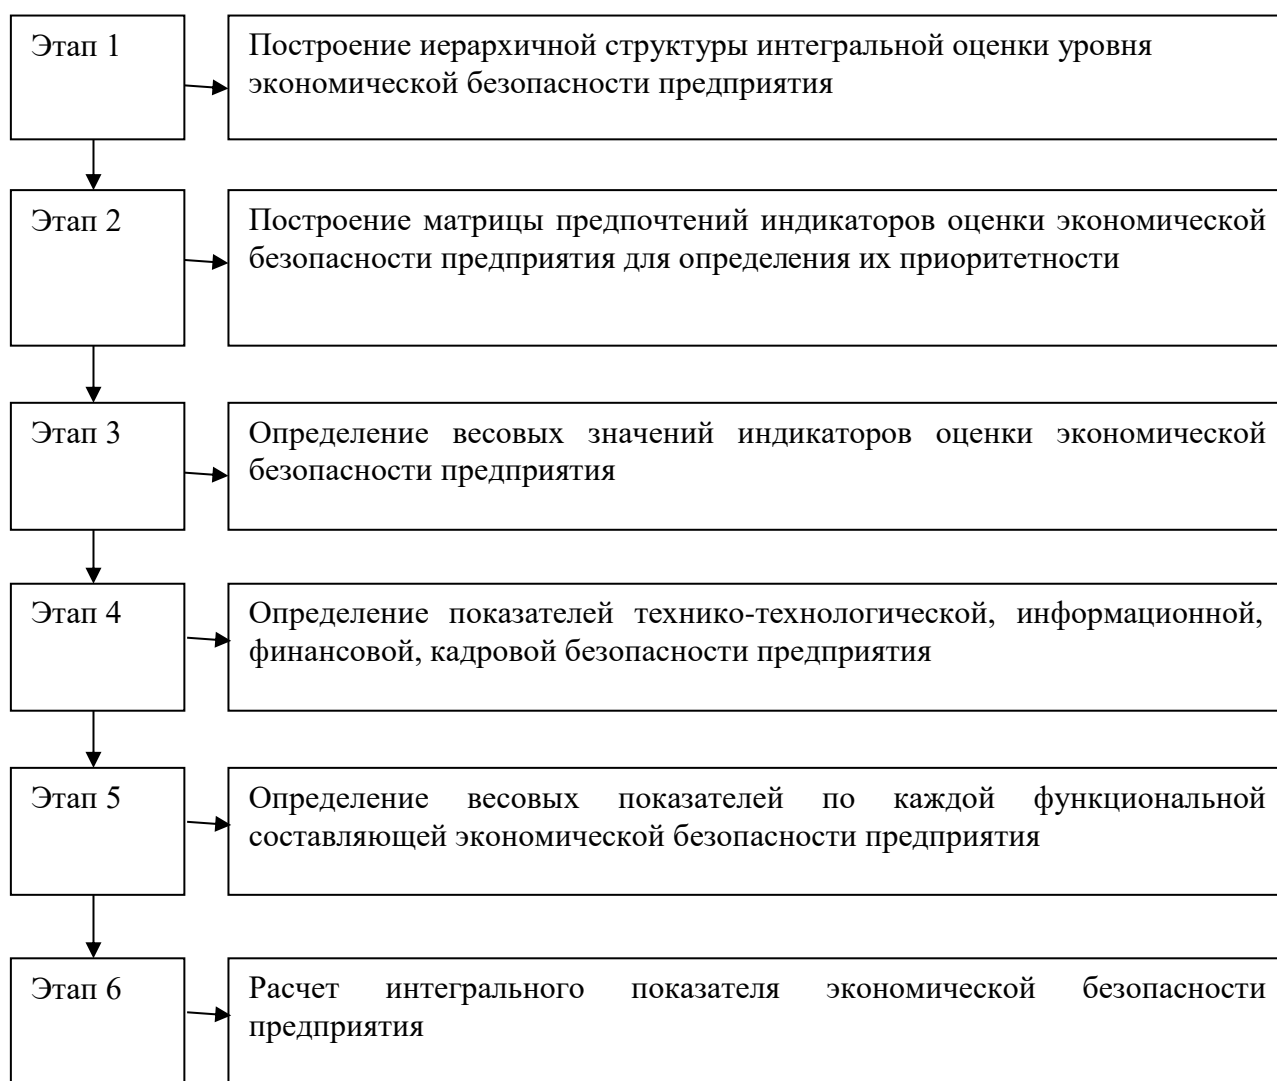 Этап 1
Построение иерархичной структуры интегральной оценки уровня
экономической безопасности предприятия
Этап 2
Построение матрицы предпочтений индикаторов оценки экономической
безопасности предприятия для определения их приоритетности
Этап 3
Определение весовых значений индикаторов оценки экономической
безопасности предприятия
Этап 4
Определение показателей технико-технологической, информационной,
финансовой, кадровой безопасности предприятия
Этап 5
Определение весовых показателей по каждой функциональной
составляющей экономической безопасности предприятия
Этап 6
Расчет интегрального показателя экономической безопасности
предприятия